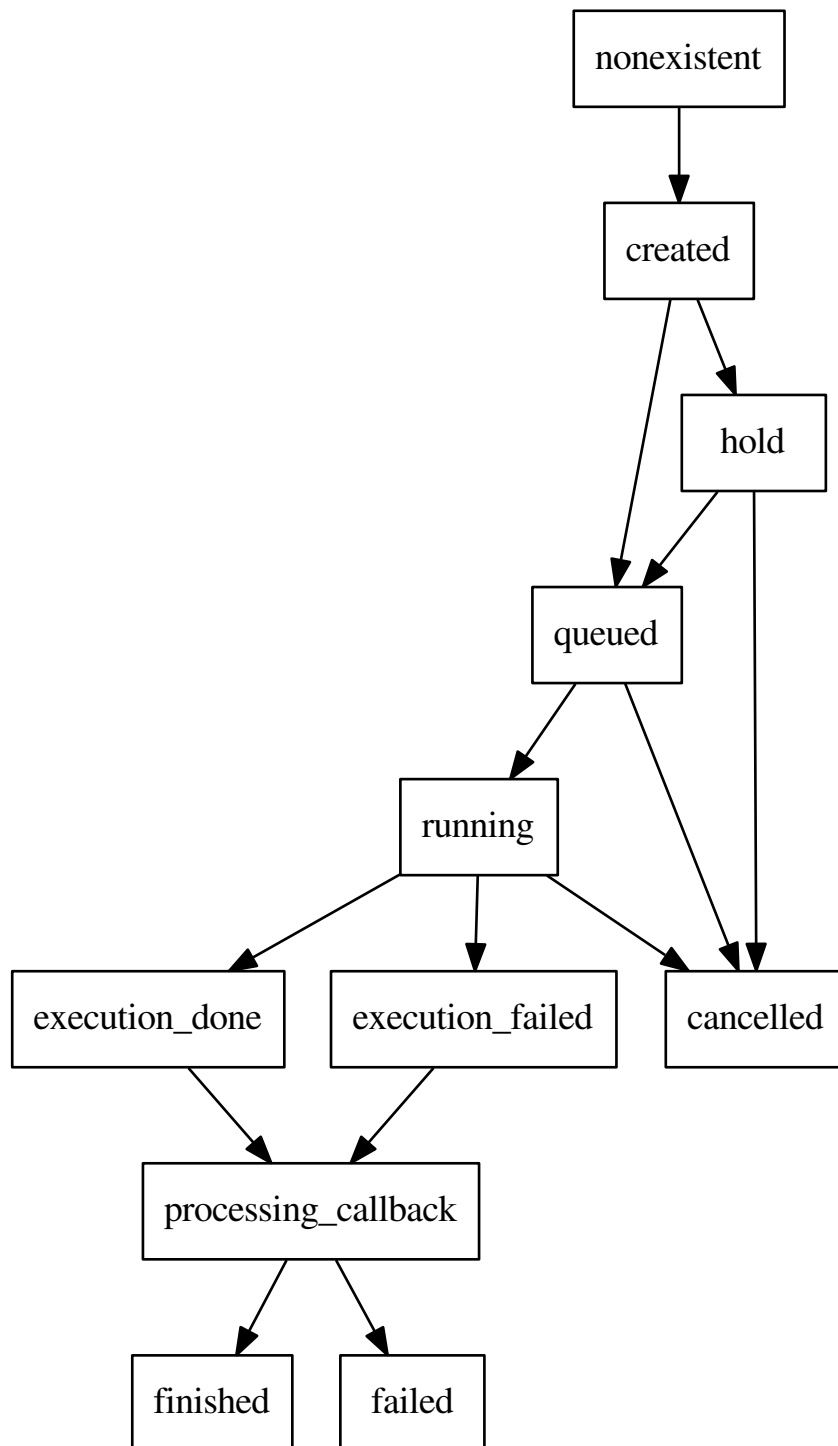 nonexistent
created
hold
queued
running
execution_done
execution_failed
cancelled
processing_callback
finished
failed